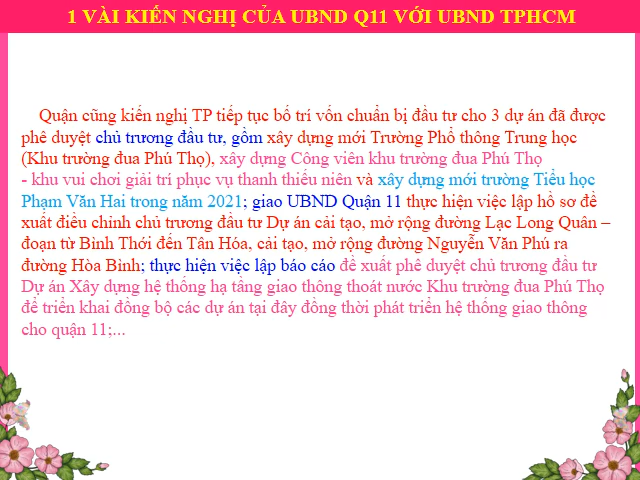 1 VÀI KIẾN NGHỊ CỦA UBND Q11 VỚI UBND TPHCM
Quận cũng kiến nghị TP tiếp tục bố trí vốn chuẩn bị đầu tư cho 3 dự án đã được
phê duyệt chủ trương đầu tư, gồm xây dựng mới Trường Phổ thông Trung học
(Khu trường đua Phú Thọ), xây dựng Công viên khu trường đua Phú Thọ
- khu vui chơi giải trí phục vụ thanh thiếu niên và xây dựng mới trường Tiểu học
Phạm Văn Hai trong năm 2021; giao UBND Quận 11 thực hiện việc lập hồ sơ đề
xuất điều chỉnh chủ trương đầu tư Dự án cải tạo, mở rộng đường Lạc Long Quân –
đoạn từ Bình Thới đến Tân Hóa, cải tạo, mở rộng đường Nguyễn Văn Phú ra
đường Hòa Bình; thực hiện việc lập báo cáo đề xuất phê duyệt chủ trương đầu tư
Dự án Xây dựng hệ thống hạ tầng giao thông thoát nước Khu trường đua Phú Thọ
để triển khai đồng bộ các dự án tại đây đồng thời phát triển hệ thống giao thông
cho quận 11;...